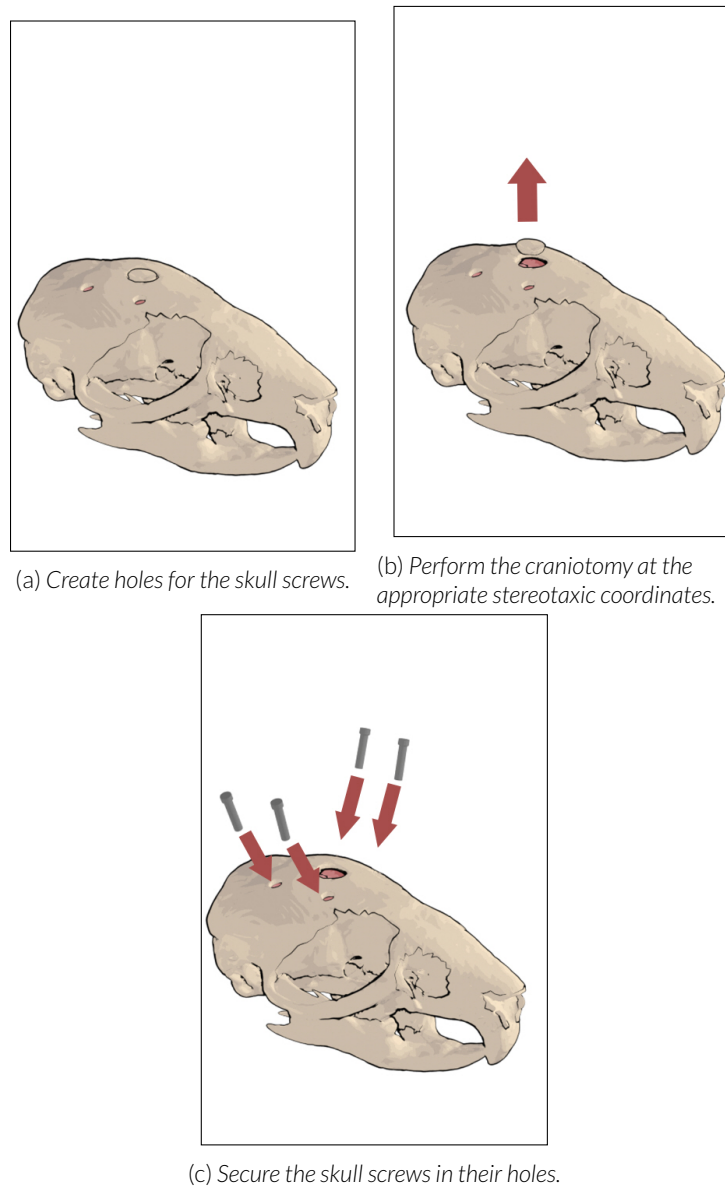 (a) Create holes for the skull screws.
(b) Perform the craniotomy at the
appropriate stereotaxic coordinates.
(c) Secure the skull screws in their holes.